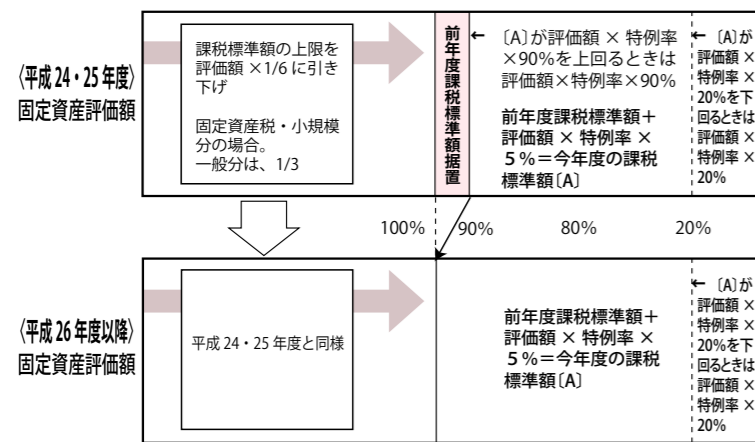 〈平成24・25年度〉
固定資産評価額
課税標準額の上限を
評価額×1/6に引き
下げ
固定資産税・小規模
分の場合。
一般分は、1/3
前年度課税標準額据置
← 〔A〕が評価額 × 特例率
×90%を上回るときは
評価額×特例率×90%
前年度課税標準額＋
評価額 × 特例率 ×
5%＝今年度の課税
標準額〔A〕
← 〔A〕が
評価額 ×
特例率 ×
20%を下
回るときは
評価額 ×
特例率 ×
20%
100% 90% 80% 20%
〈平成26年度以降〉
固定資産評価額
平成24・25年度と同様
前年度課税標準額＋
評価額 × 特例率 ×
5%＝今年度の課税
標準額〔A〕
← 〔A〕が
評価額 ×
特例率 ×
20%を下
回るときは
評価額 ×
特例率 ×
20%